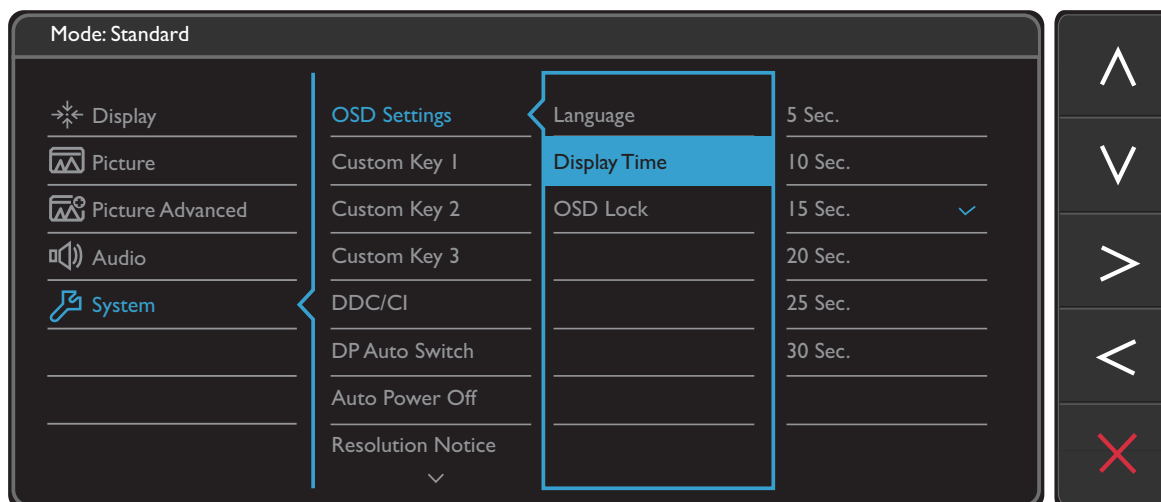 Mode: Standard
Display
Picture
Picture Advanced
Audio
System
OSD Settings
Custom Key 1
Custom Key 2
Custom Key 3
DDC/CI
DP Auto Switch
Auto Power Off
Resolution Notice
Language
Display Time
OSD Lock
5 Sec.
10 Sec.
15 Sec.
20 Sec.
25 Sec.
30 Sec.